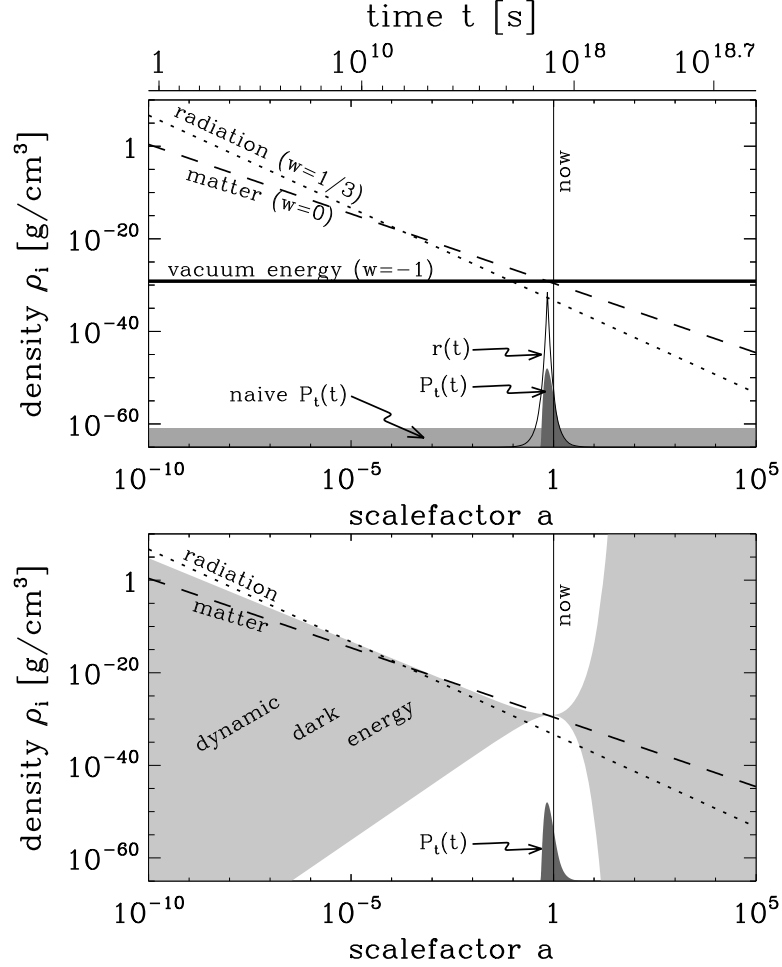 time t [s]
1 10^10 10^18 10^18.7
radiation (w=1/3)
matter (w=0)
now
vacuum energy (w=−1)
r(t)
P_t(t)
naive P_t(t)
density ρ_i [g/cm^3]
1
10^−20
10^−40
10^−60
10^−10 10^−5 1 10^5
scalefactor a
radiation
matter
now
dynamic dark energy
P_t(t)
density ρ_i [g/cm^3]
1
10^−20
10^−40
10^−60
10^−10 10^−5 1 10^5
scalefactor a